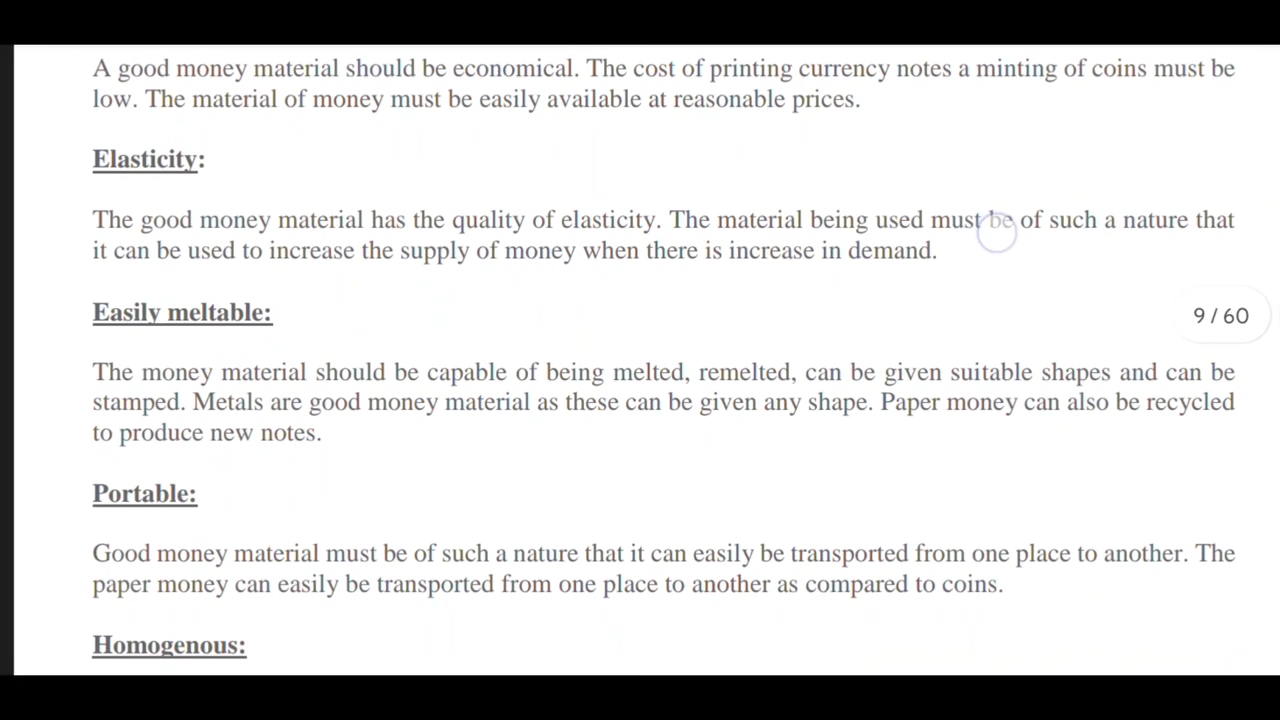 A good money material should be economical. The cost of printing currency notes a minting of coins must be
low. The material of money must be easily available at reasonable prices.
Elasticity:
The good money material has the quality of elasticity. The material being used must be of such a nature that
it can be used to increase the supply of money when there is increase in demand.
Easily meltable:
9 / 60
The money material should be capable of being melted, remelted, can be given suitable shapes and can be
stamped. Metals are good money material as these can be given any shape. Paper money can also be recycled
to produce new notes.
Portable:
Good money material must be of such a nature that it can easily be transported from one place to another. The
paper money can easily be transported from one place to another as compared to coins.
Homogenous: